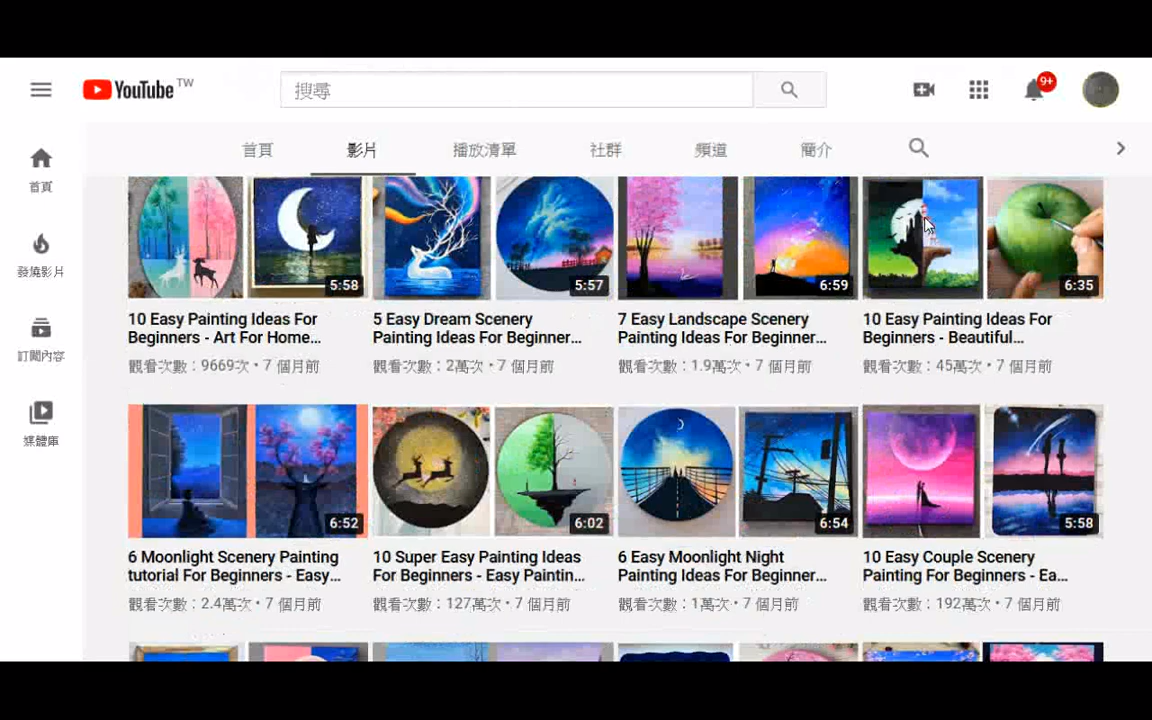 YouTube TW
搜尋
9+
首頁
影片
播放清單
社群
頻道
簡介
首頁
發燒影片
訂閱內容
媒體庫
5:58
5:57
6:59
6:35
10 Easy Painting Ideas For
Beginners - Art For Home...
觀看次數：9669次 • 7 個月前
5 Easy Dream Scenery
Painting Ideas For Beginner...
觀看次數：2萬次 • 7 個月前
7 Easy Landscape Scenery
Painting Ideas For Beginner...
觀看次數：1.9萬次 • 7 個月前
10 Easy Painting Ideas For
Beginners - Beautiful...
觀看次數：45萬次 • 7 個月前
6:52
6:02
6:54
5:58
6 Moonlight Scenery Painting
tutorial For Beginners - Easy...
觀看次數：2.4萬次 • 7 個月前
10 Super Easy Painting Ideas
For Beginners - Easy Paintin...
觀看次數：127萬次 • 7 個月前
6 Easy Moonlight Night
Painting Ideas For Beginner...
觀看次數：1萬次 • 7 個月前
10 Easy Couple Scenery
Painting For Beginners - Ea...
觀看次數：192萬次 • 7 個月前